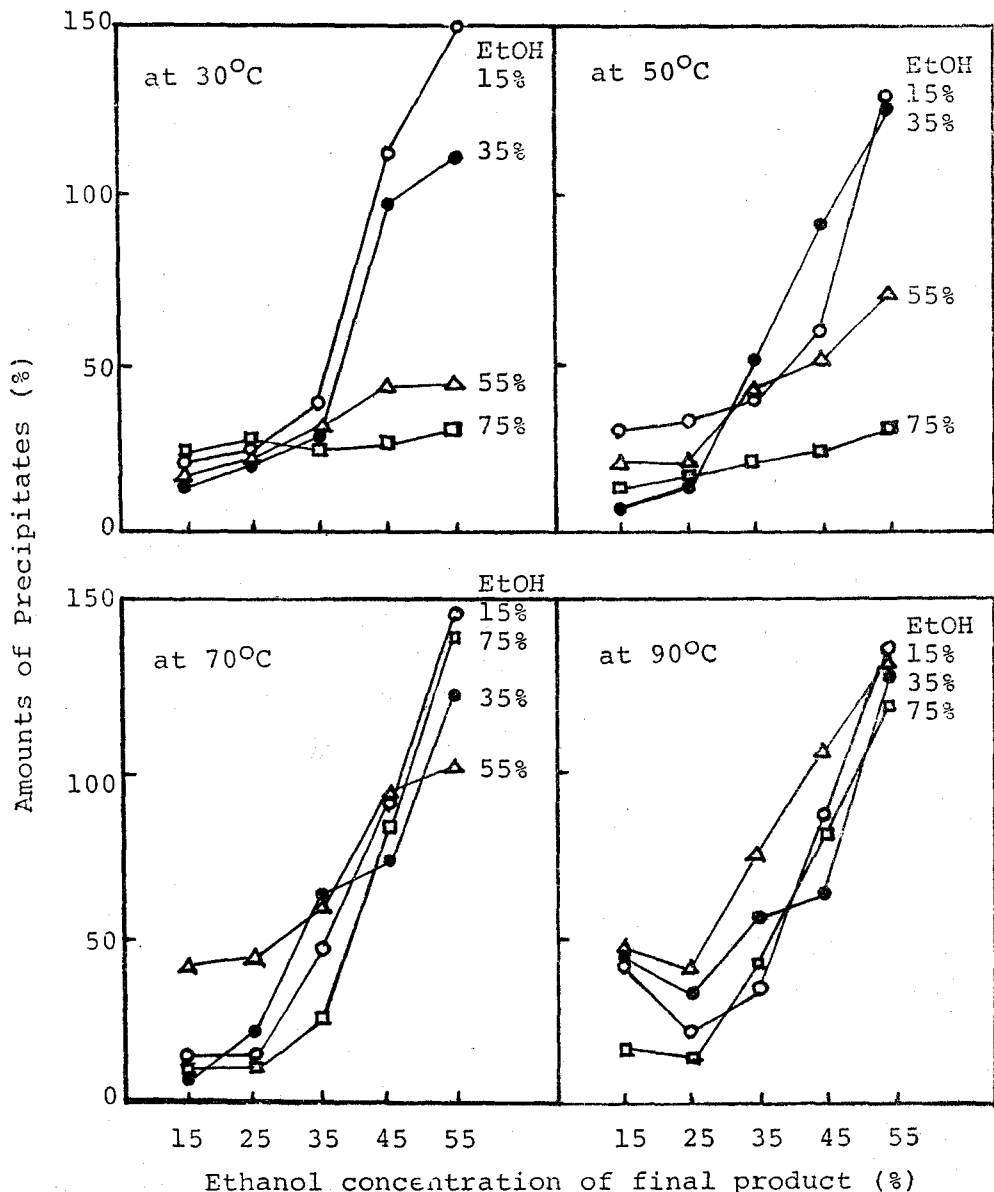 Amounts of Precipitates (%)
150
100
50
0
at 30°C
EtOH
15%
35%
55%
75%
at 50°C
EtOH
15%
35%
55%
75%
150
100
50
0
at 70°C
EtOH
15%
75%
35%
55%
15 25 35 45 55
at 90°C
EtOH
15%
35%
75%
15 25 35 45 55
Ethanol concentration of final product (%)